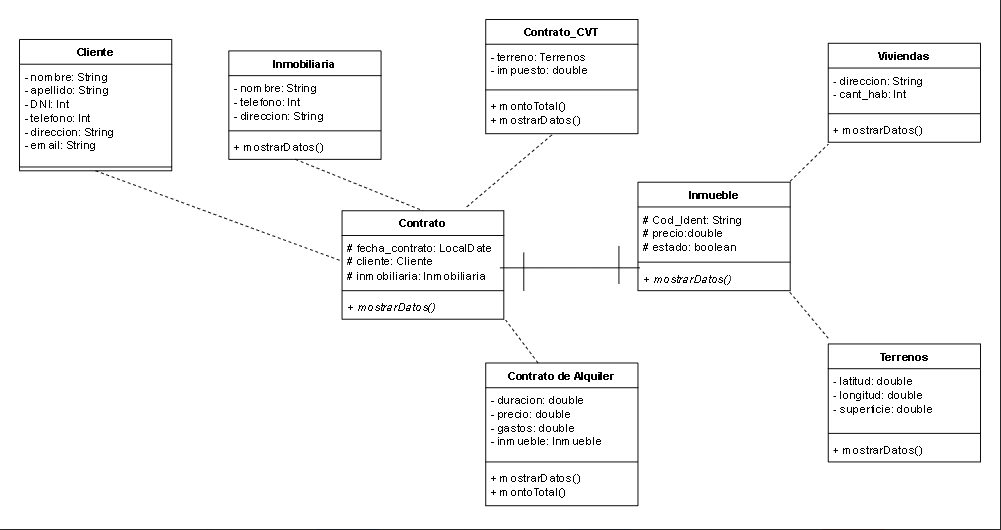 Cliente
- nombre: String
- apellido: String
- DNI: Int
- telefono: Int
- direccion: String
- email: String
Inmobiliaria
- nombre: String
- telefono: Int
- direccion: String
+ mostrarDatos()
Contrato_CVT
- terreno: Terrenos
- impuesto: double
+ montoTotal()
+ mostrarDatos()
Viviendas
- direccion: String
- cant_hab: Int
+ mostrarDatos()
Contrato
# fecha_contrato: LocalDate
# cliente: Cliente
# inmobiliaria: Inmobiliaria
+ mostrarDatos()
Inmueble
# Cod_Ident: String
# precio:double
# estado: boolean
+ mostrarDatos()
Contrato de Alquiler
- duracion: double
- precio: double
- gastos: double
- inmueble: Inmueble
+ mostrarDatos()
+ montoTotal()
Terrenos
- latitud: double
- longitud: double
- superficie: double
+ mostrarDatos()